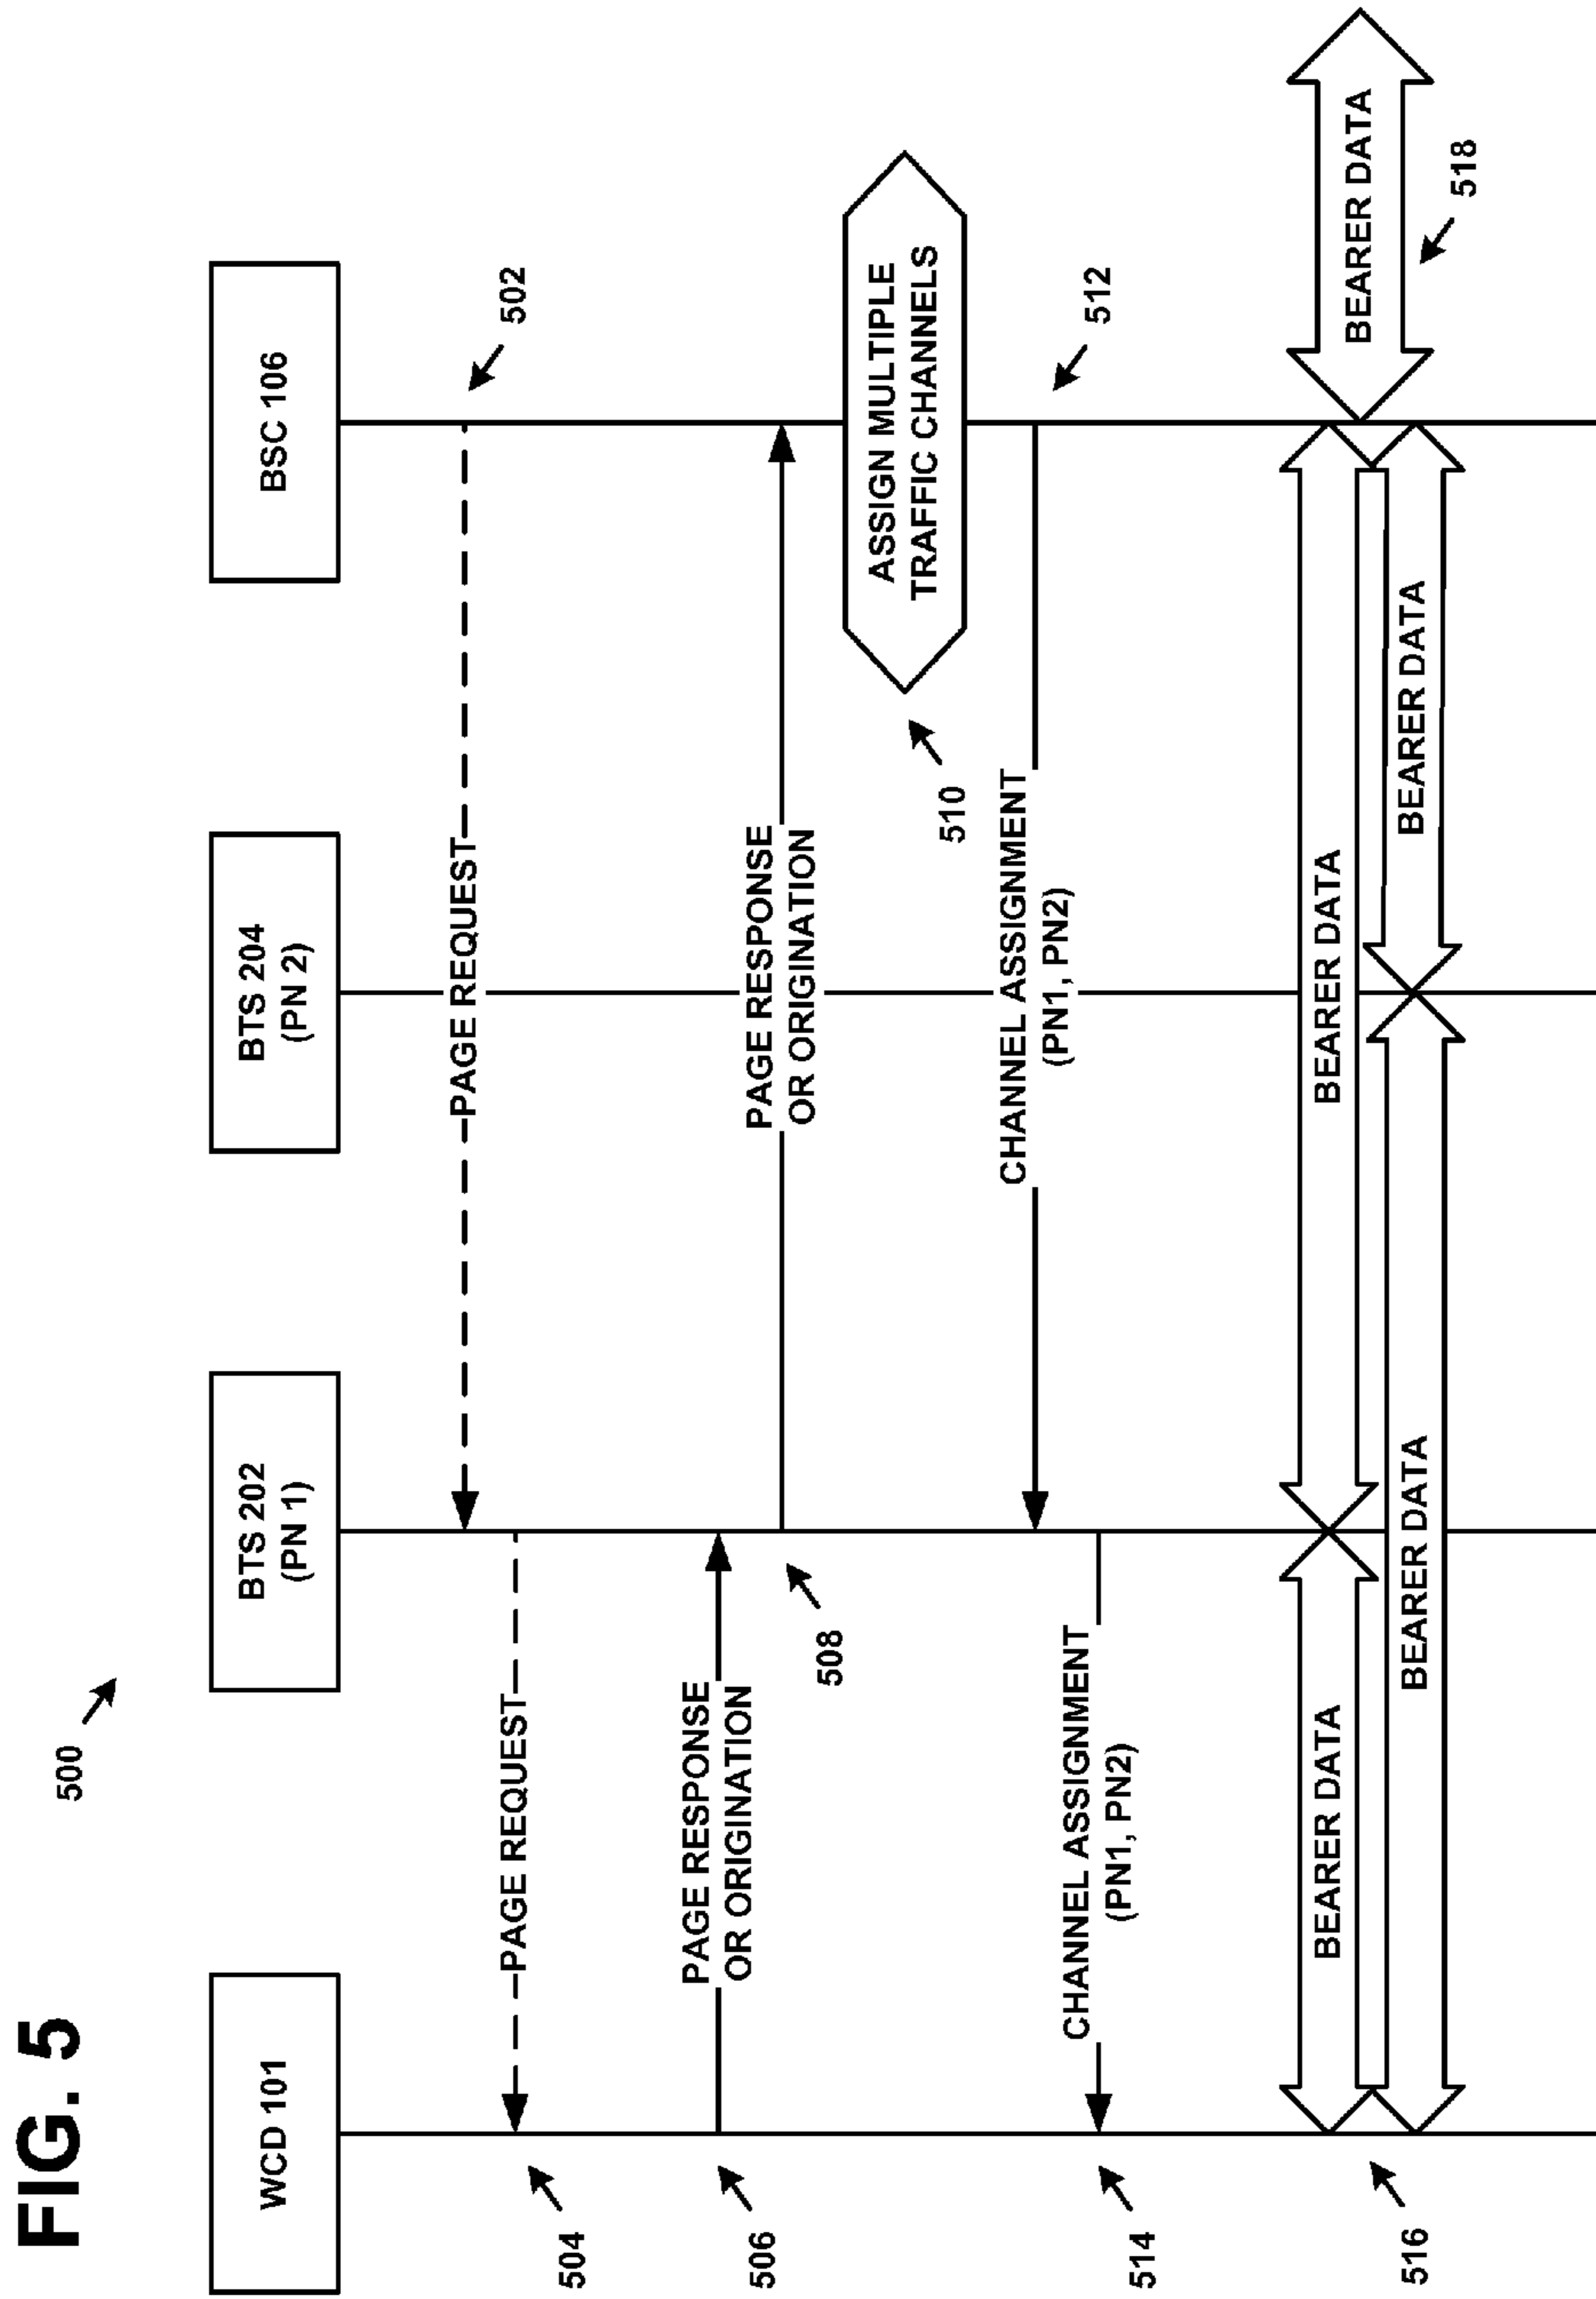 FIG. 5
500
WCD 101
BTS 202
(PN 1)
BTS 204
(PN 2)
BSC 106
PAGE REQUEST
502
PAGE REQUEST
504
PAGE RESPONSE
OR ORIGINATION
506
PAGE RESPONSE
OR ORIGINATION
508
ASSIGN MULTIPLE
TRAFFIC CHANNELS
510
CHANNEL ASSIGNMENT
(PN1, PN2)
512
CHANNEL ASSIGNMENT
(PN1, PN2)
514
BEARER DATA
BEARER DATA
BEARER DATA
BEARER DATA
BEARER DATA
516
518